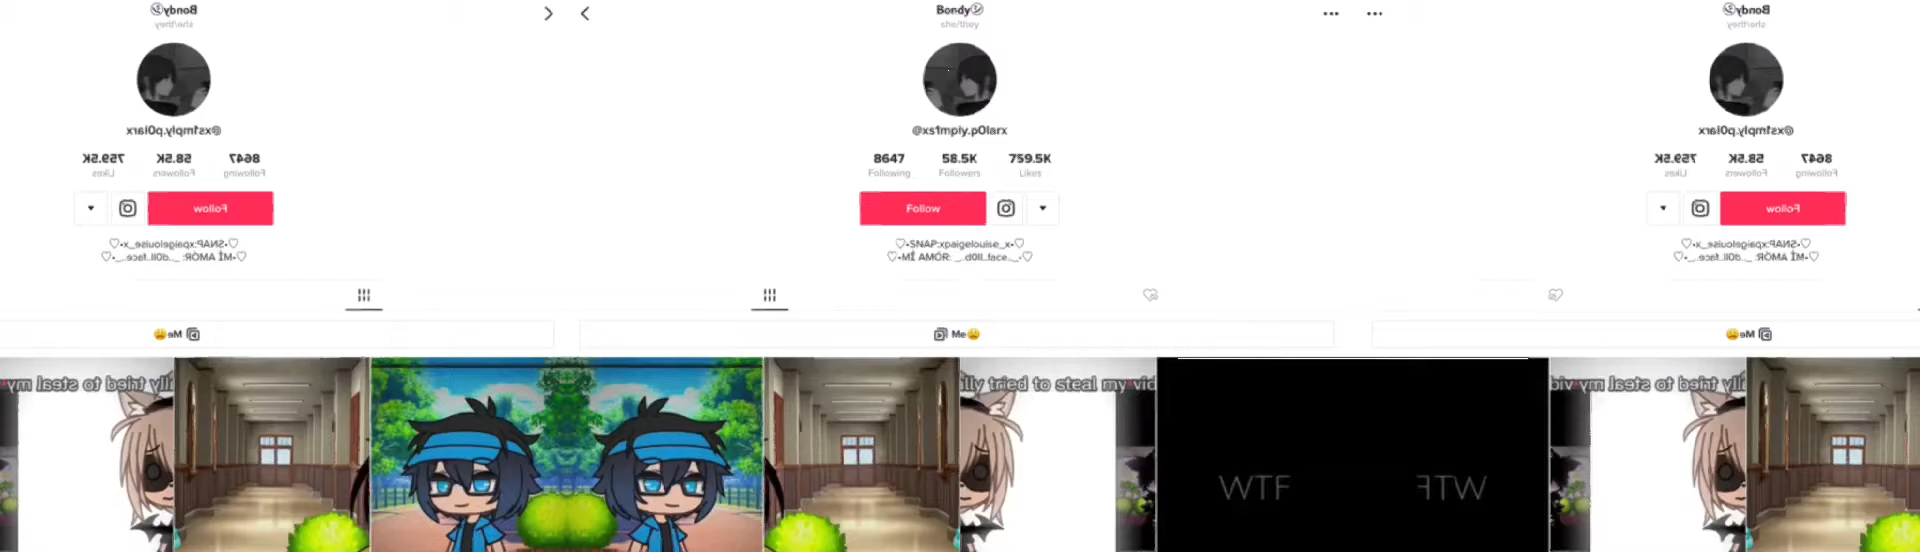 Bondy
she/they
@xs1mply.p0larx
8647 58.5K 759.5K
Following Followers Likes
Follow
♡•SNAP:xpaigelouise_x•♡
♡•MÎ AMÓR: _..d0ll..face.._•♡
Me😩
lly tried to steal my vid
WTF